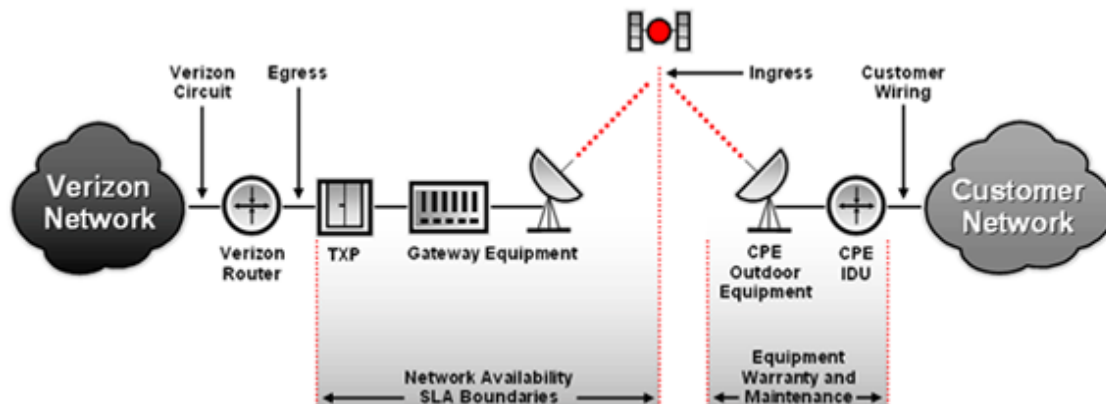 Verizon
Circuit
Egress
Ingress
Customer
Wiring
Verizon
Network
Customer
Network
Verizon
Router
TXP
Gateway Equipment
CPE
Outdoor
Equipment
CPE
IDU
Network Availability
SLA Boundaries
Equipment
Warranty and
Maintenance